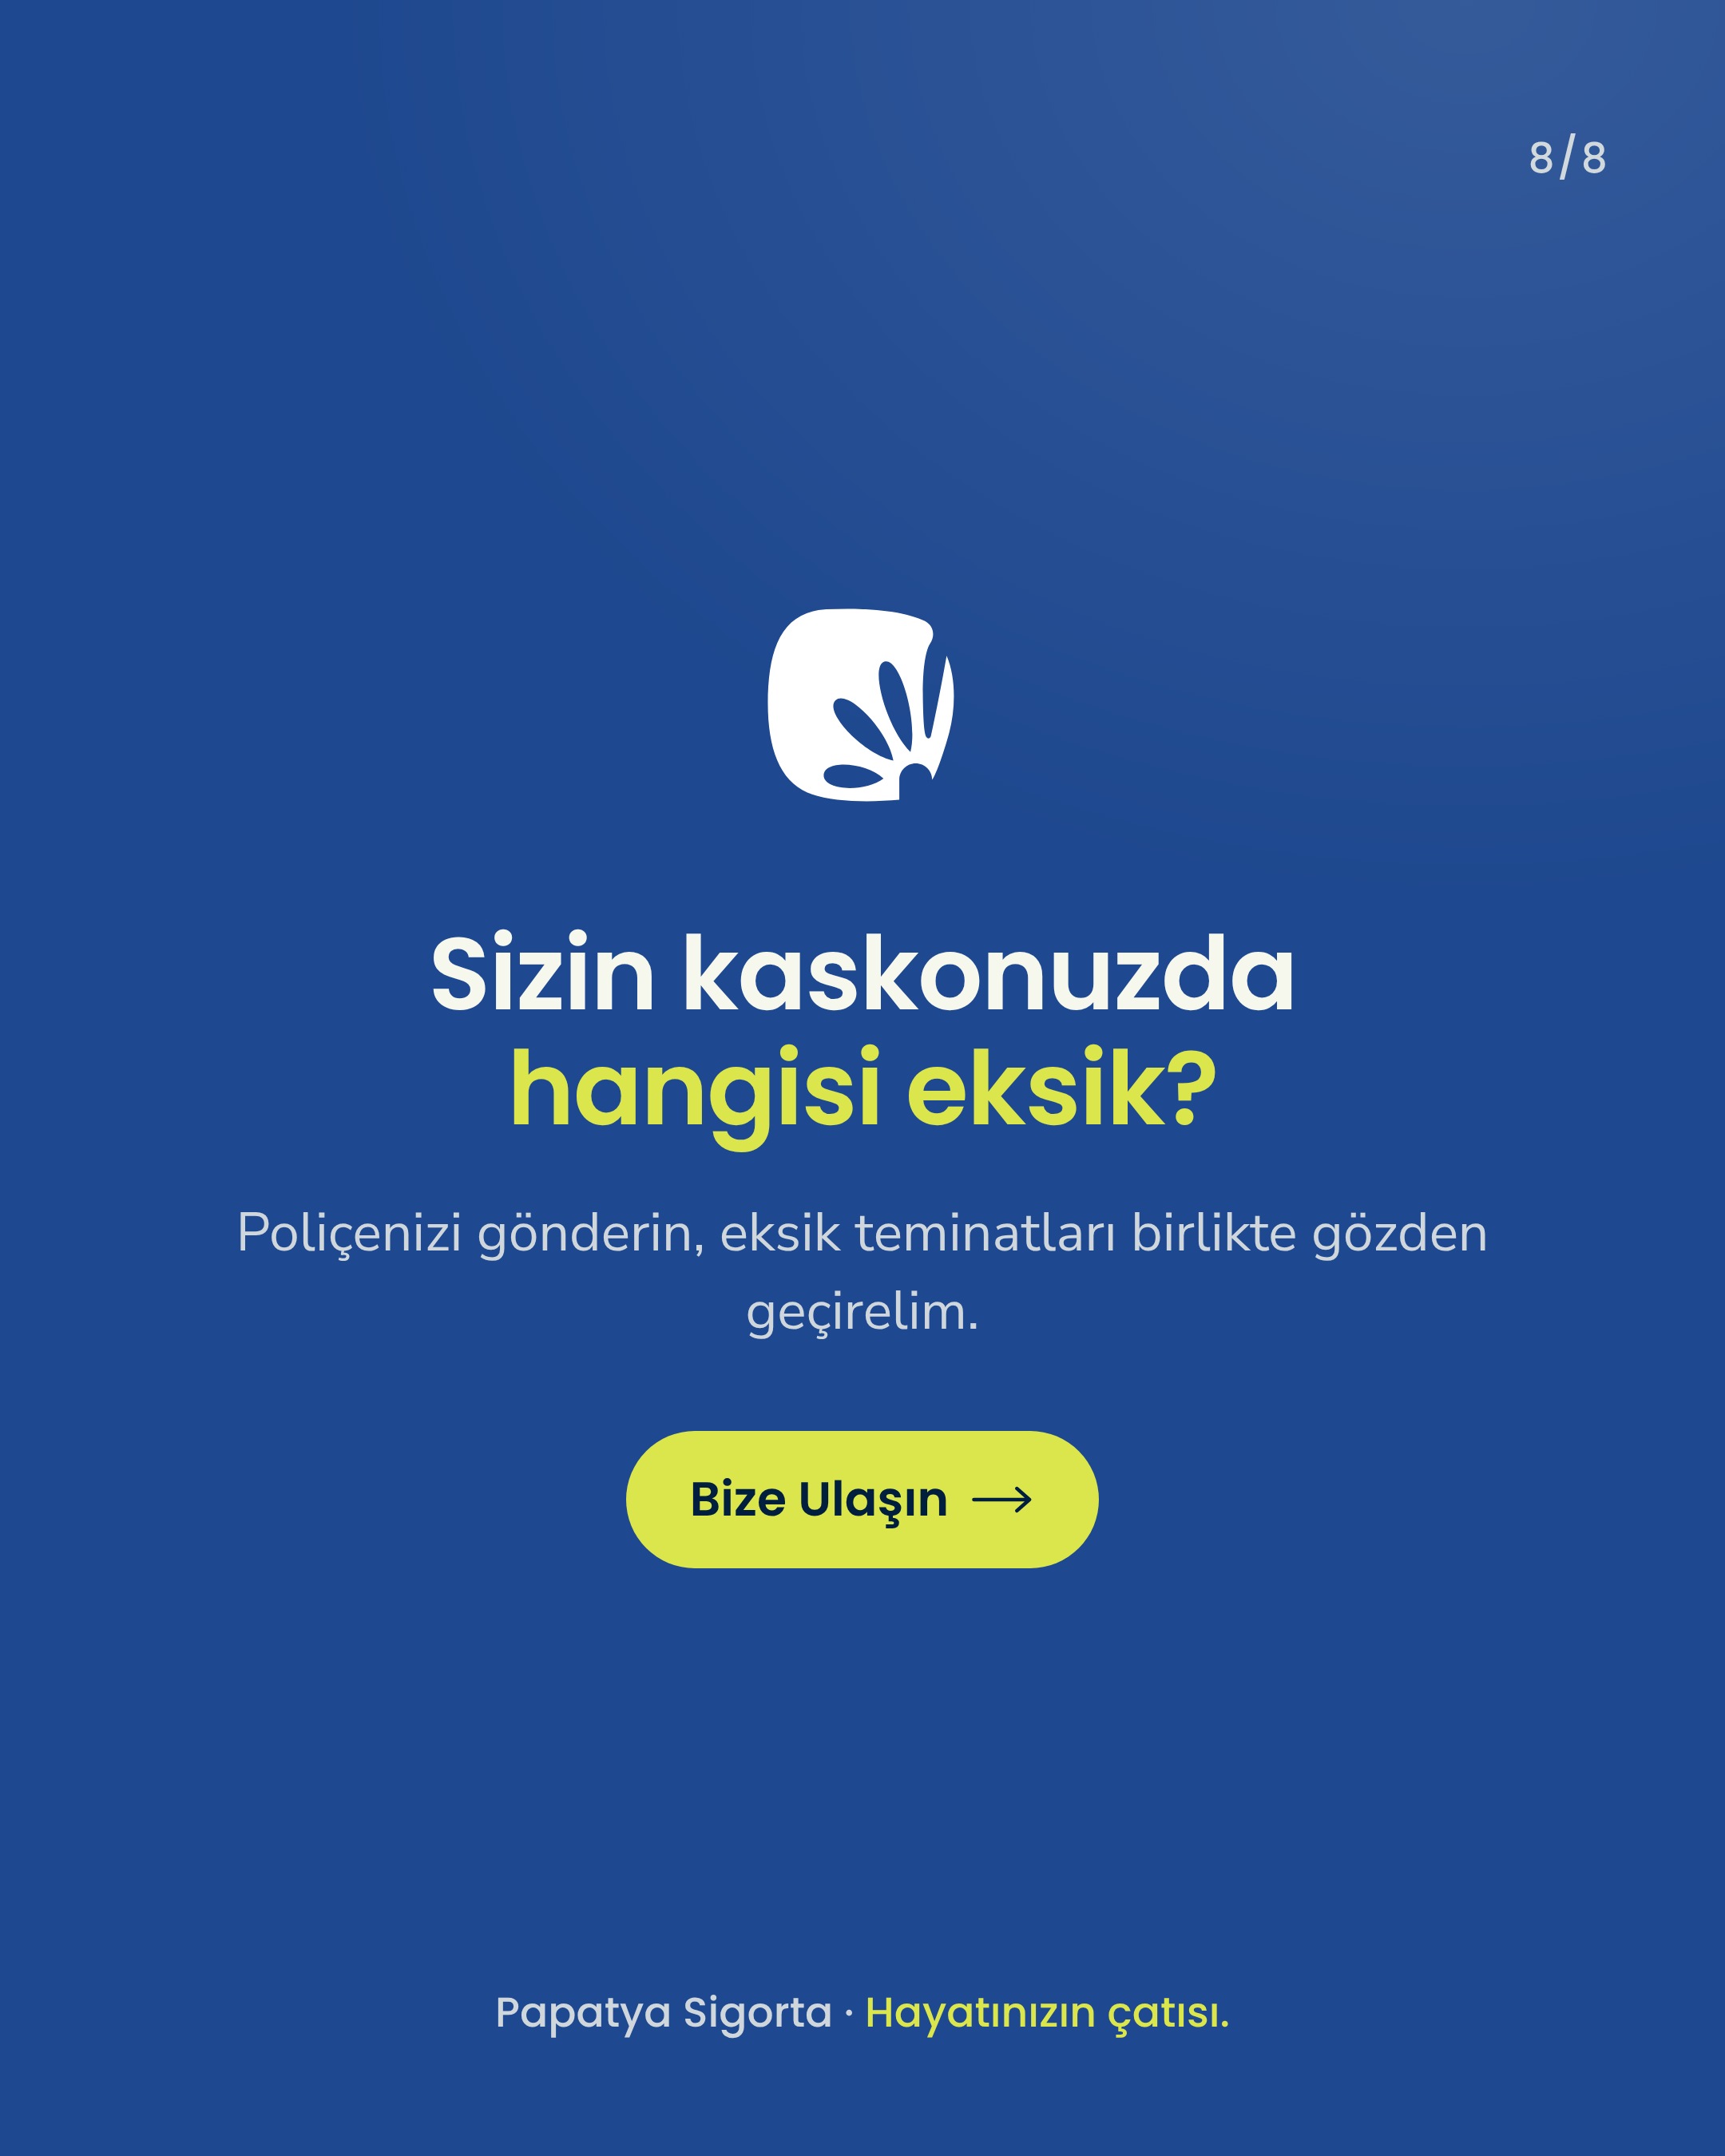 8/8
Sizin kaskonuzda
hangisi eksik?
Poliçenizi gönderin, eksik teminatları birlikte gözden
geçirelim.
Bize Ulaşın →
Papatya Sigorta · Hayatınızın çatısı.